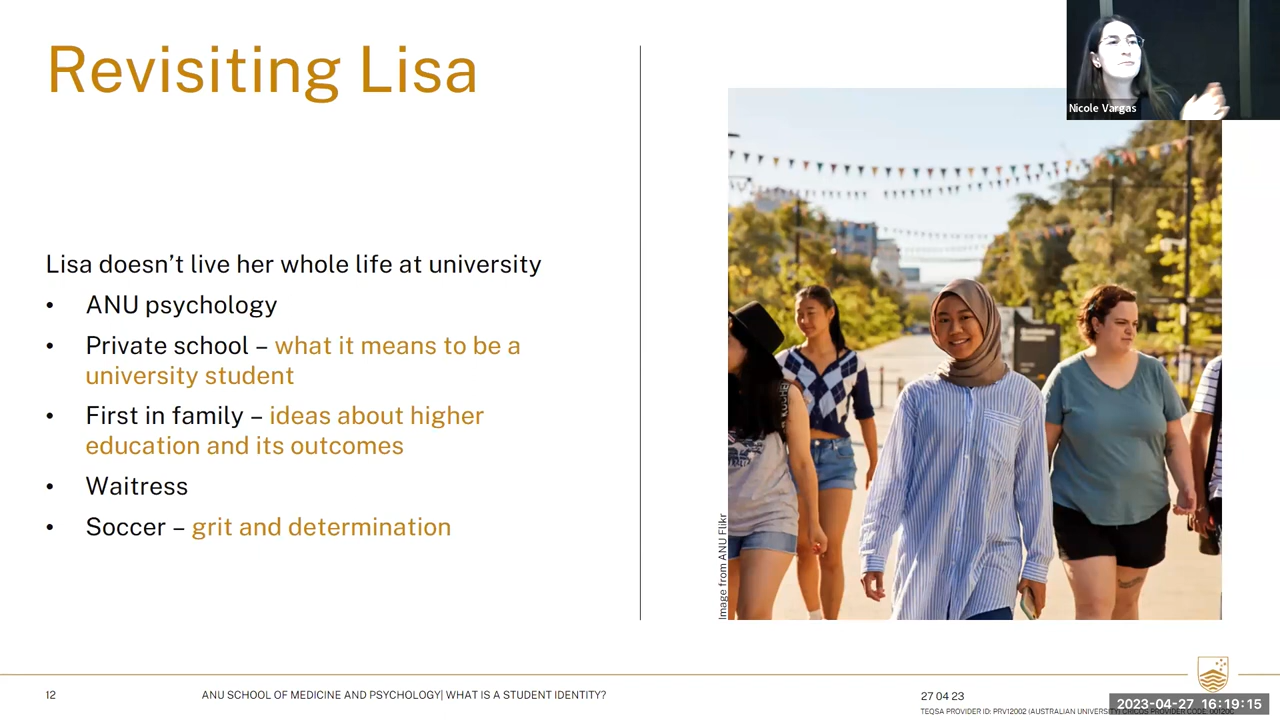 Revisiting Lisa
Nicole Vargas
Lisa doesn’t live her whole life at university
• ANU psychology
• Private school – what it means to be a
university student
• First in family – ideas about higher
education and its outcomes
• Waitress
• Soccer – grit and determination
Image from ANU Flikr
12
ANU SCHOOL OF MEDICINE AND PSYCHOLOGY| WHAT IS A STUDENT IDENTITY?
27 04 23
2023-04-27 16:19:15
TEQSA PROVIDER ID: PRV12002 (AUSTRALIAN UNIVERSITY) CRICOS PROVIDER CODE: